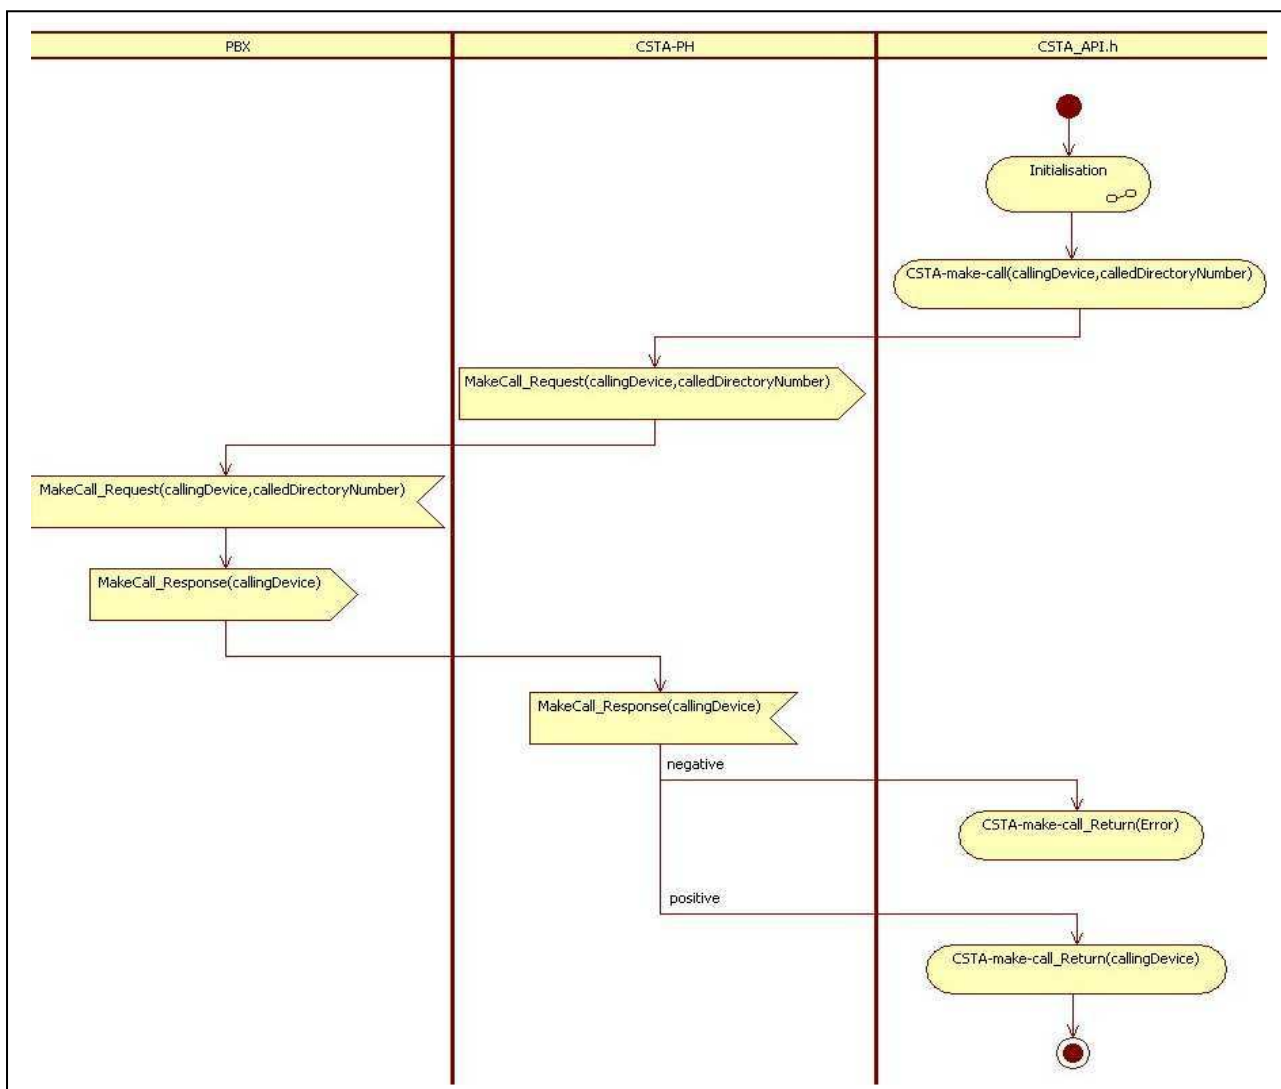 PBX
CSTA-PH
CSTA_API.h
Initialisation
CSTA-make-call(callingDevice,calledDirectoryNumber)
MakeCall_Request(callingDevice,calledDirectoryNumber)
MakeCall_Request(callingDevice,calledDirectoryNumber)
MakeCall_Response(callingDevice)
MakeCall_Response(callingDevice)
negative
CSTA-make-call_Return(Error)
positive
CSTA-make-call_Return(callingDevice)